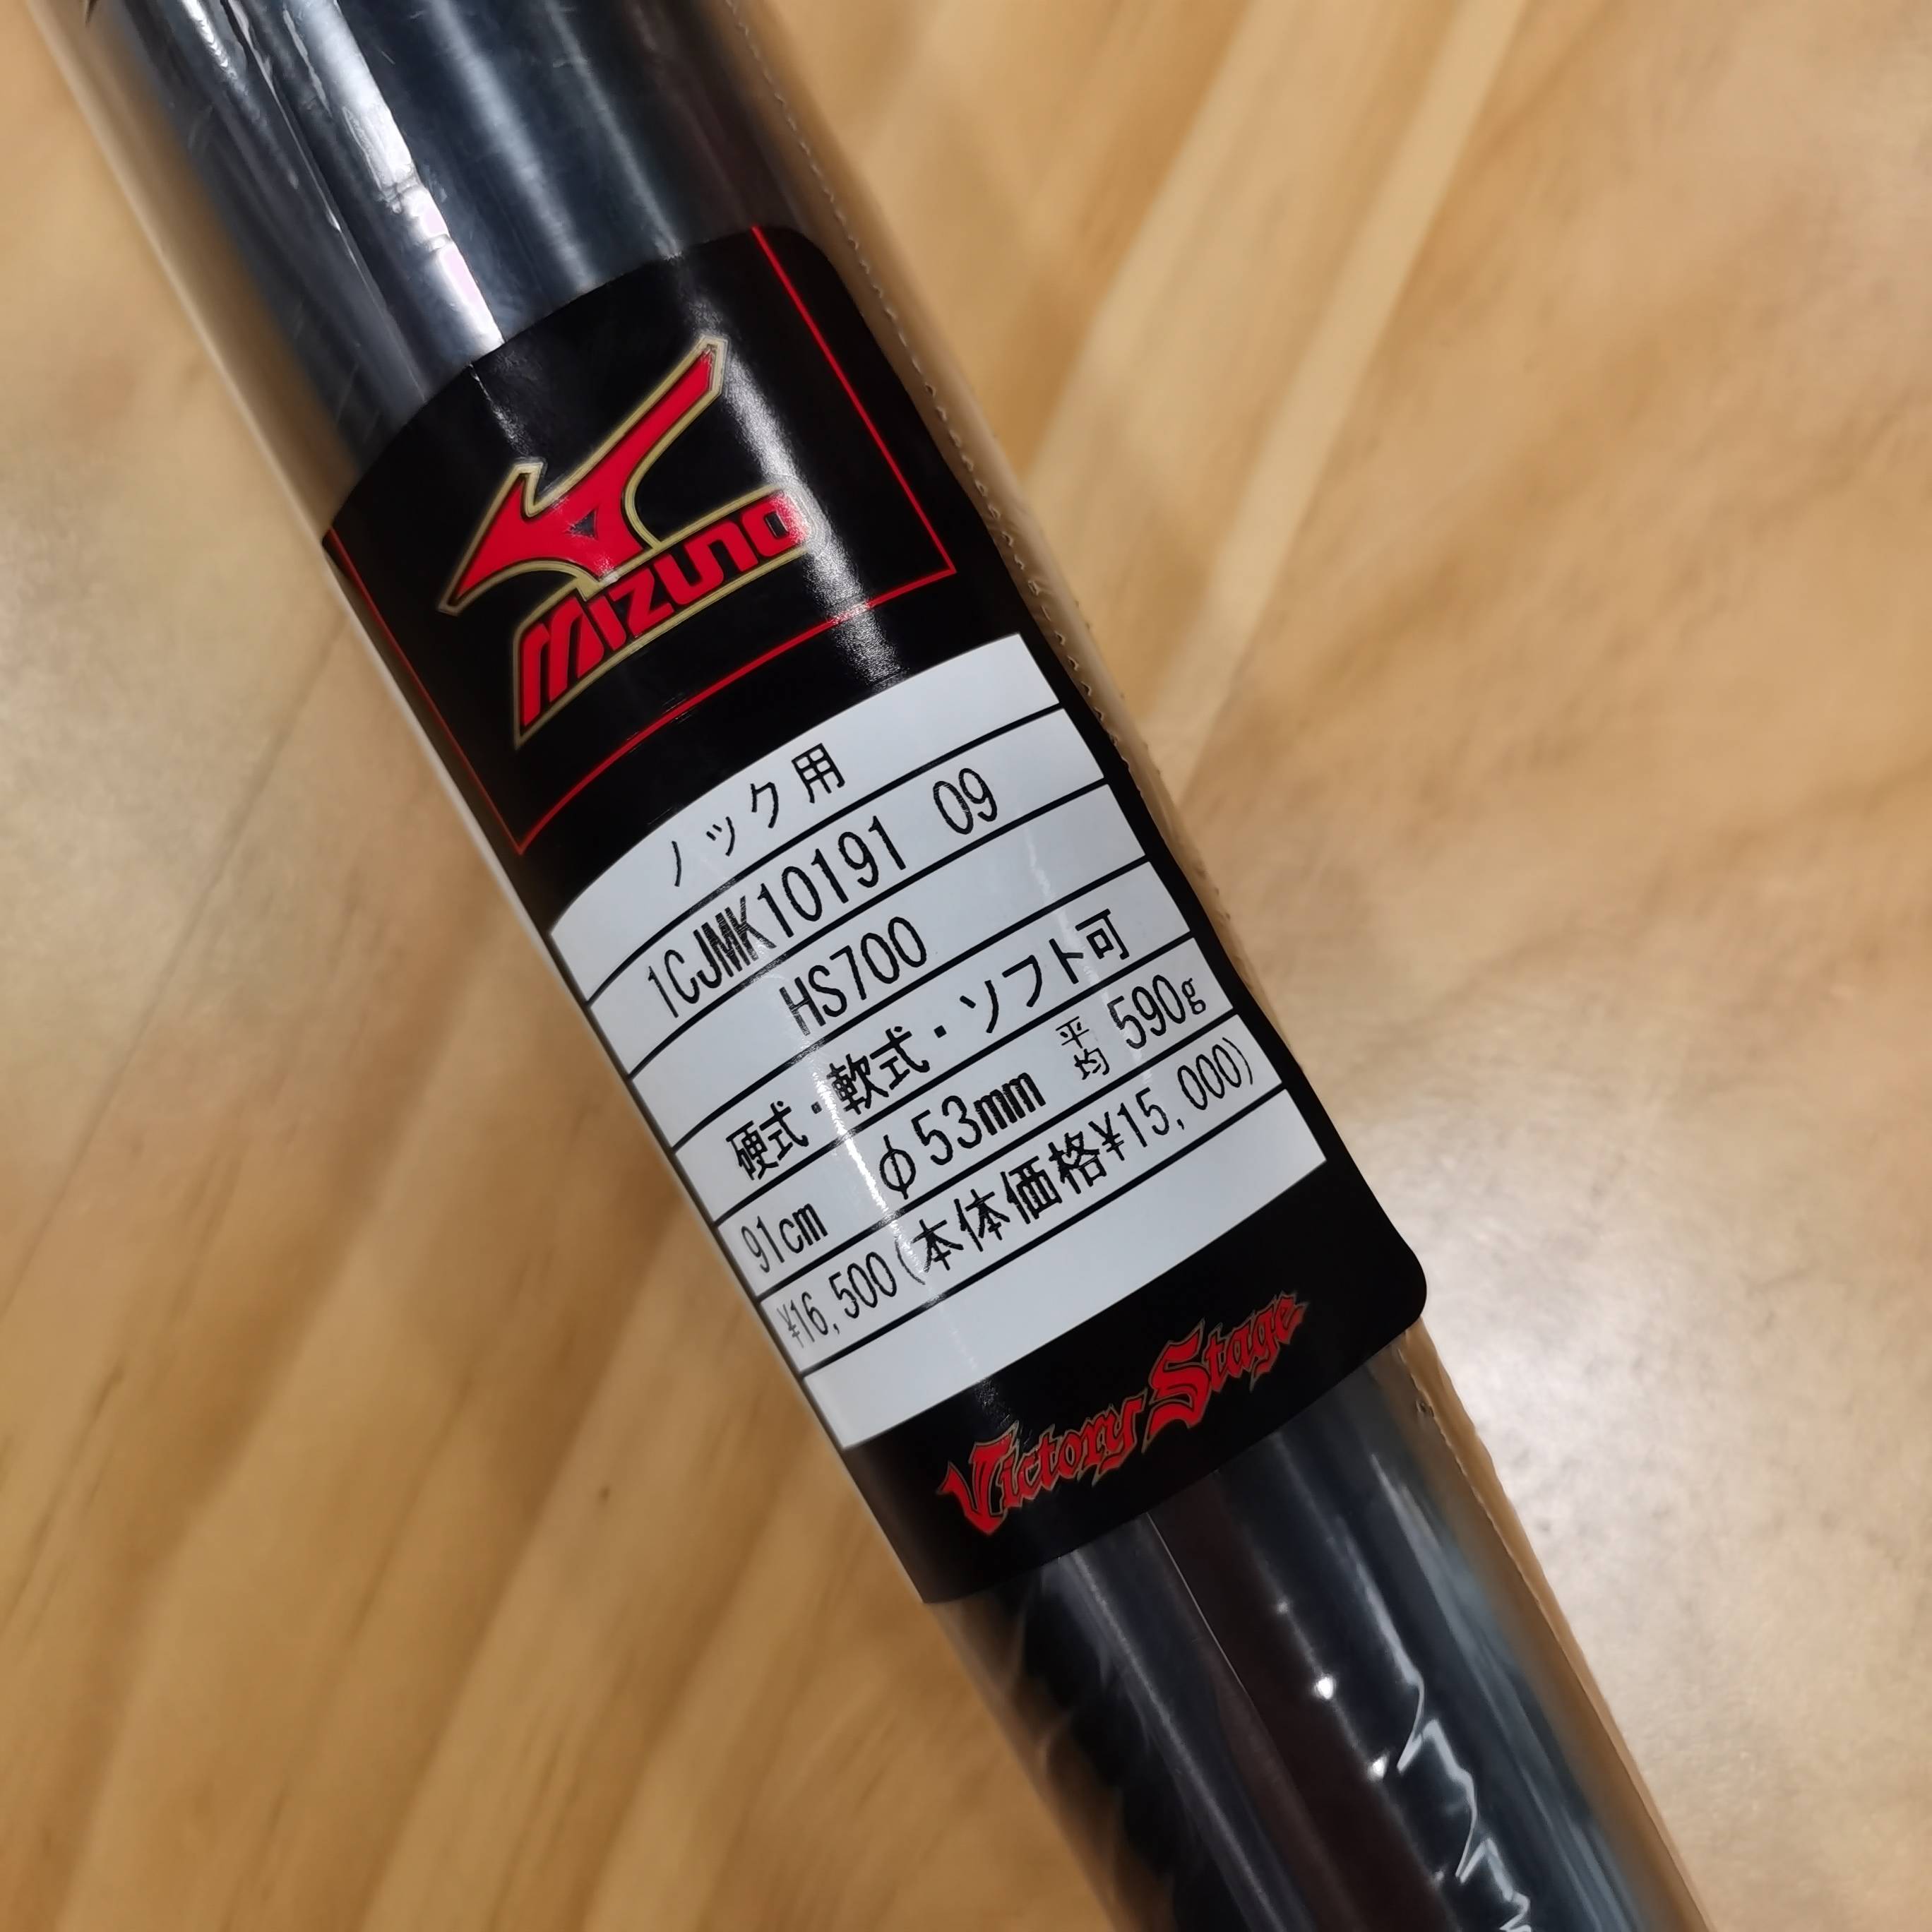 MIZUNO
ノック用
1CJMK10191 09
HS700
硬式・軟式・ソフト可
91cm φ53mm 平均 590g
¥16,500(本体価格¥15,000)
Victory Stage